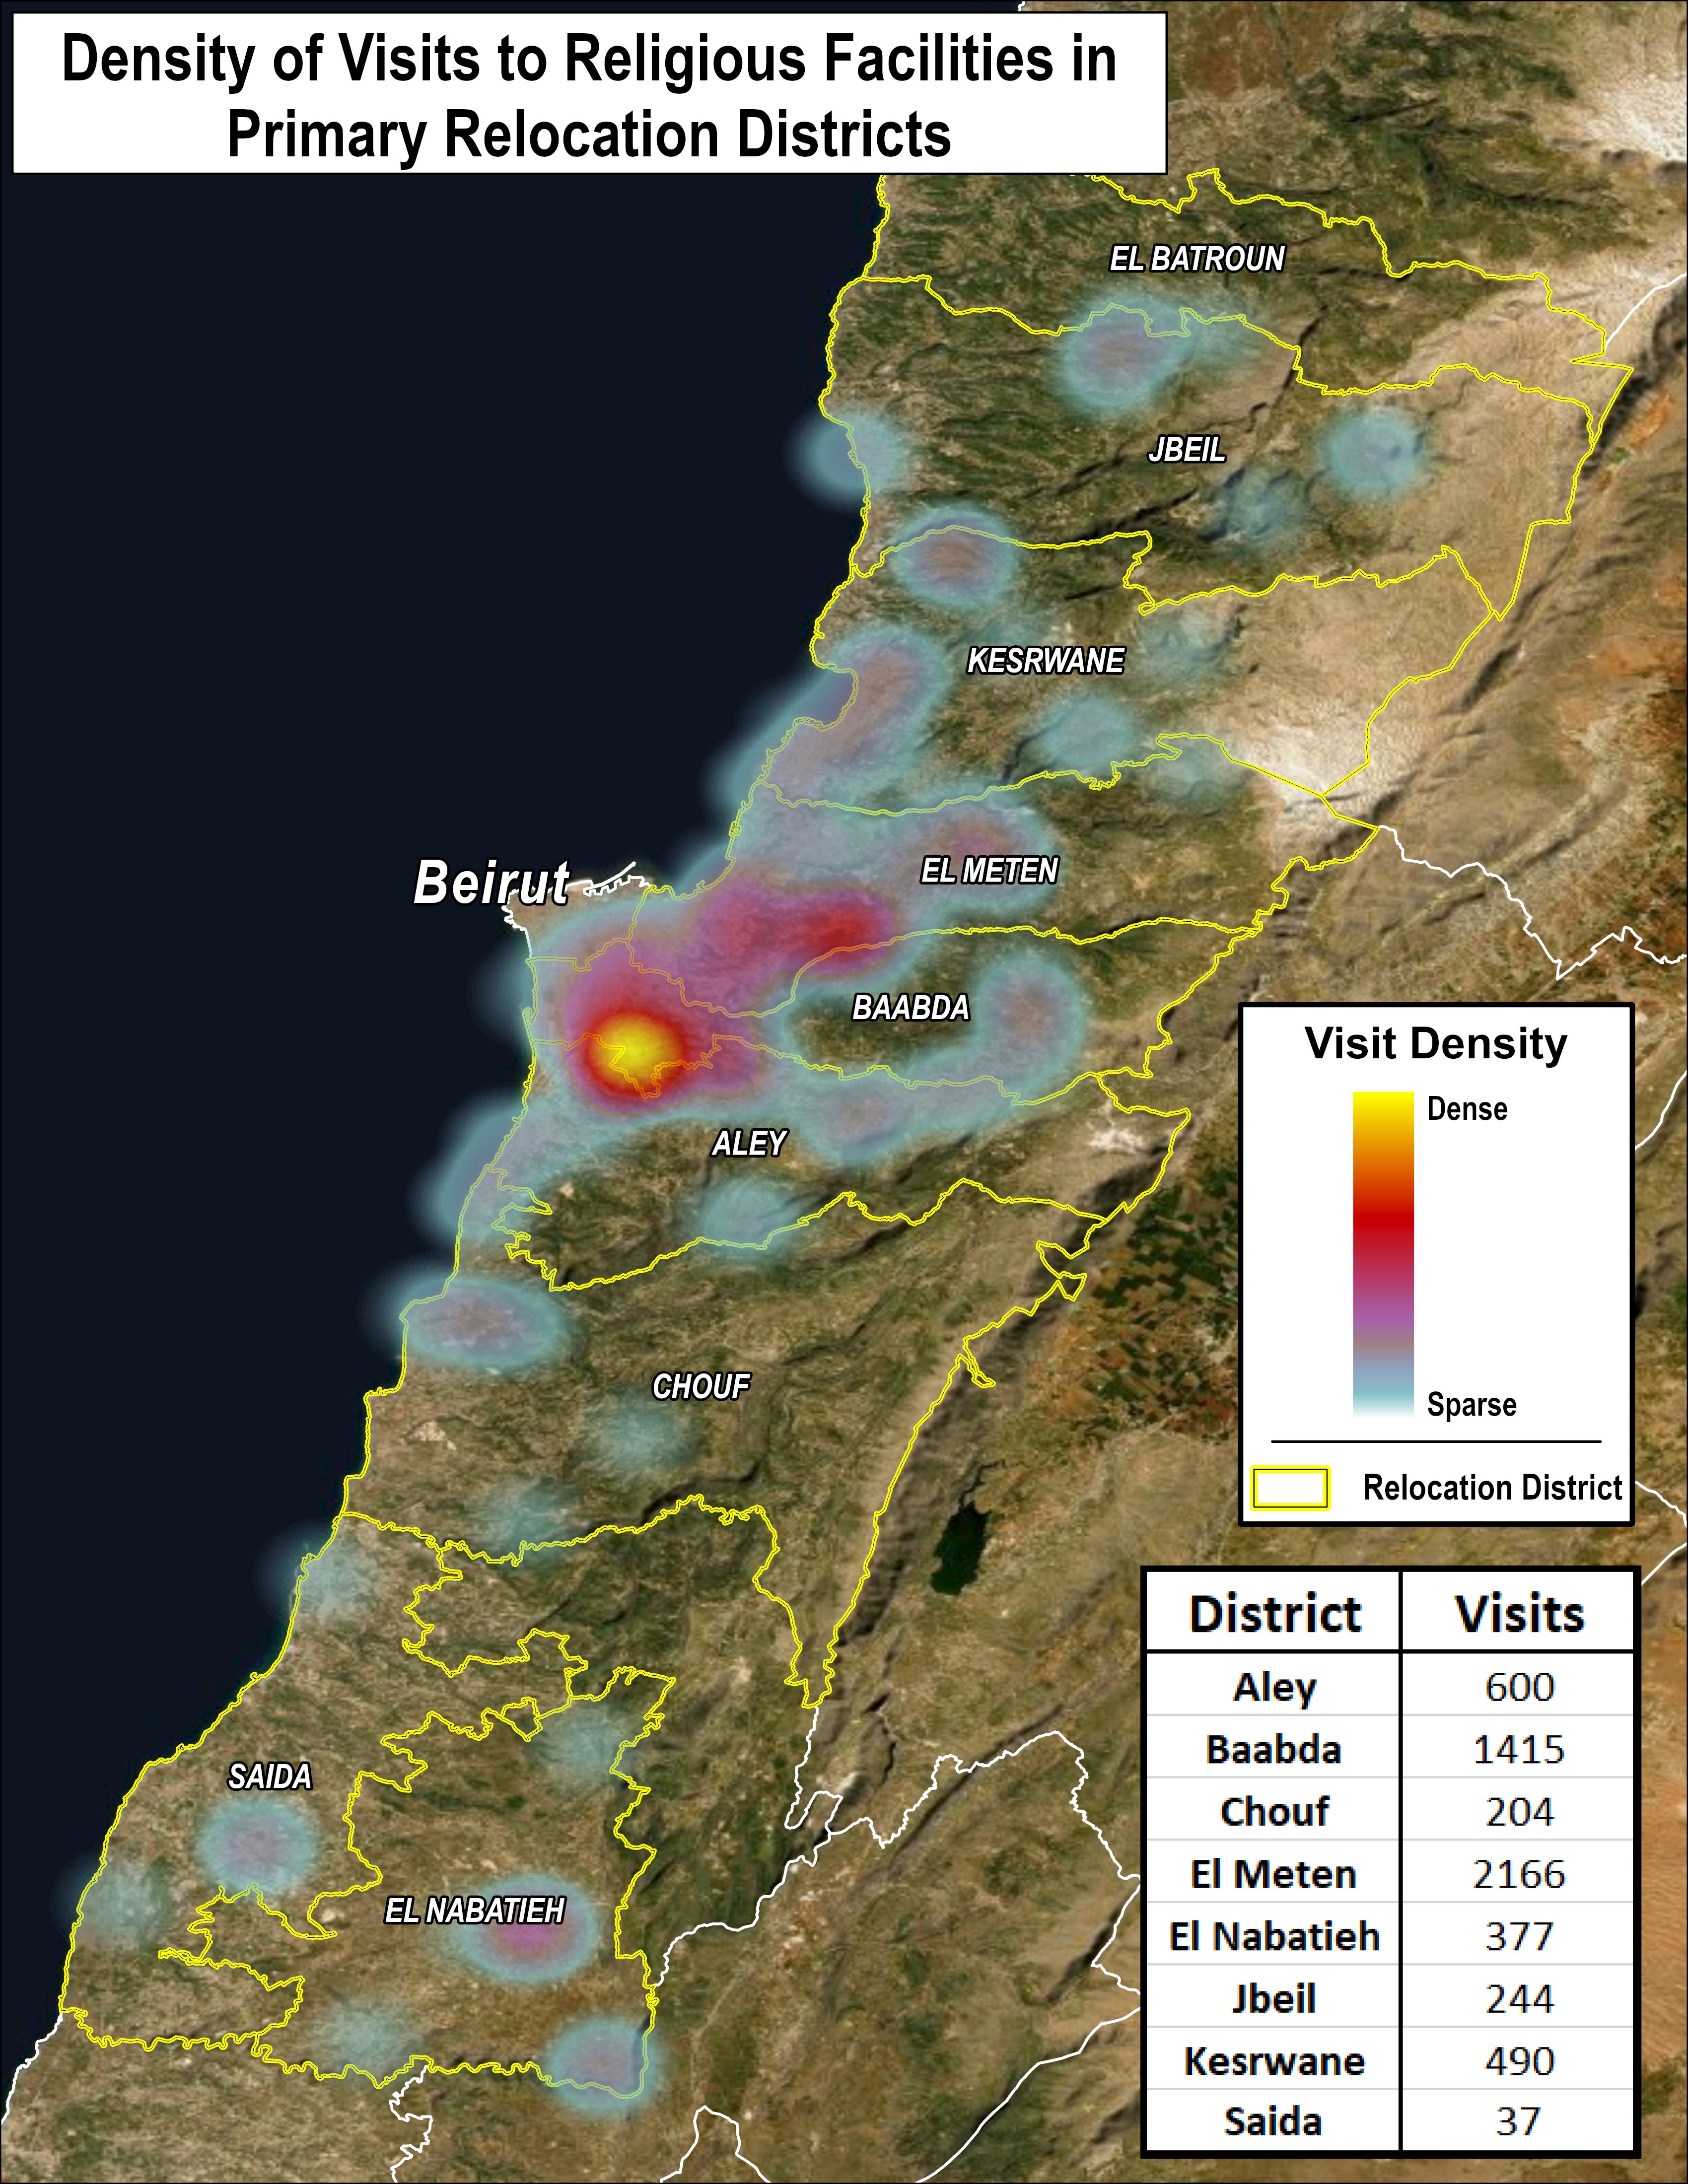 Density of Visits to Religious Facilities in
Primary Relocation Districts
EL BATROUN
JBEIL
KESRWANE
EL METEN
Beirut
BAABDA
ALEY
CHOUF
SAIDA
EL NABATIEH
Visit Density
Dense
Sparse
Relocation District
District Visits
Aley 600
Baabda 1415
Chouf 204
El Meten 2166
El Nabatieh 377
Jbeil 244
Kesrwane 490
Saida 37